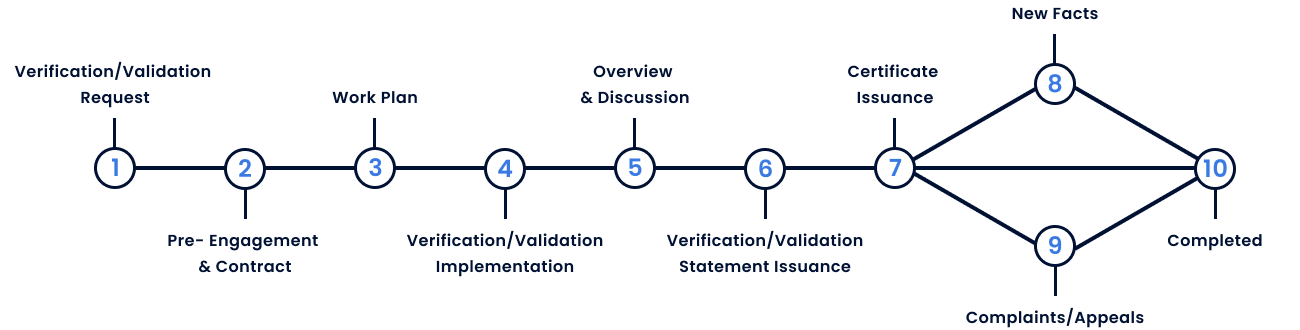 New Facts
8
Verification/Validation
Request
Work Plan
Overview
& Discussion
Certificate
Issuance
1
2
3
4
5
6
7
10
Pre- Engagement
& Contract
Verification/Validation
Implementation
Verification/Validation
Statement Issuance
9
Completed
Complaints/Appeals